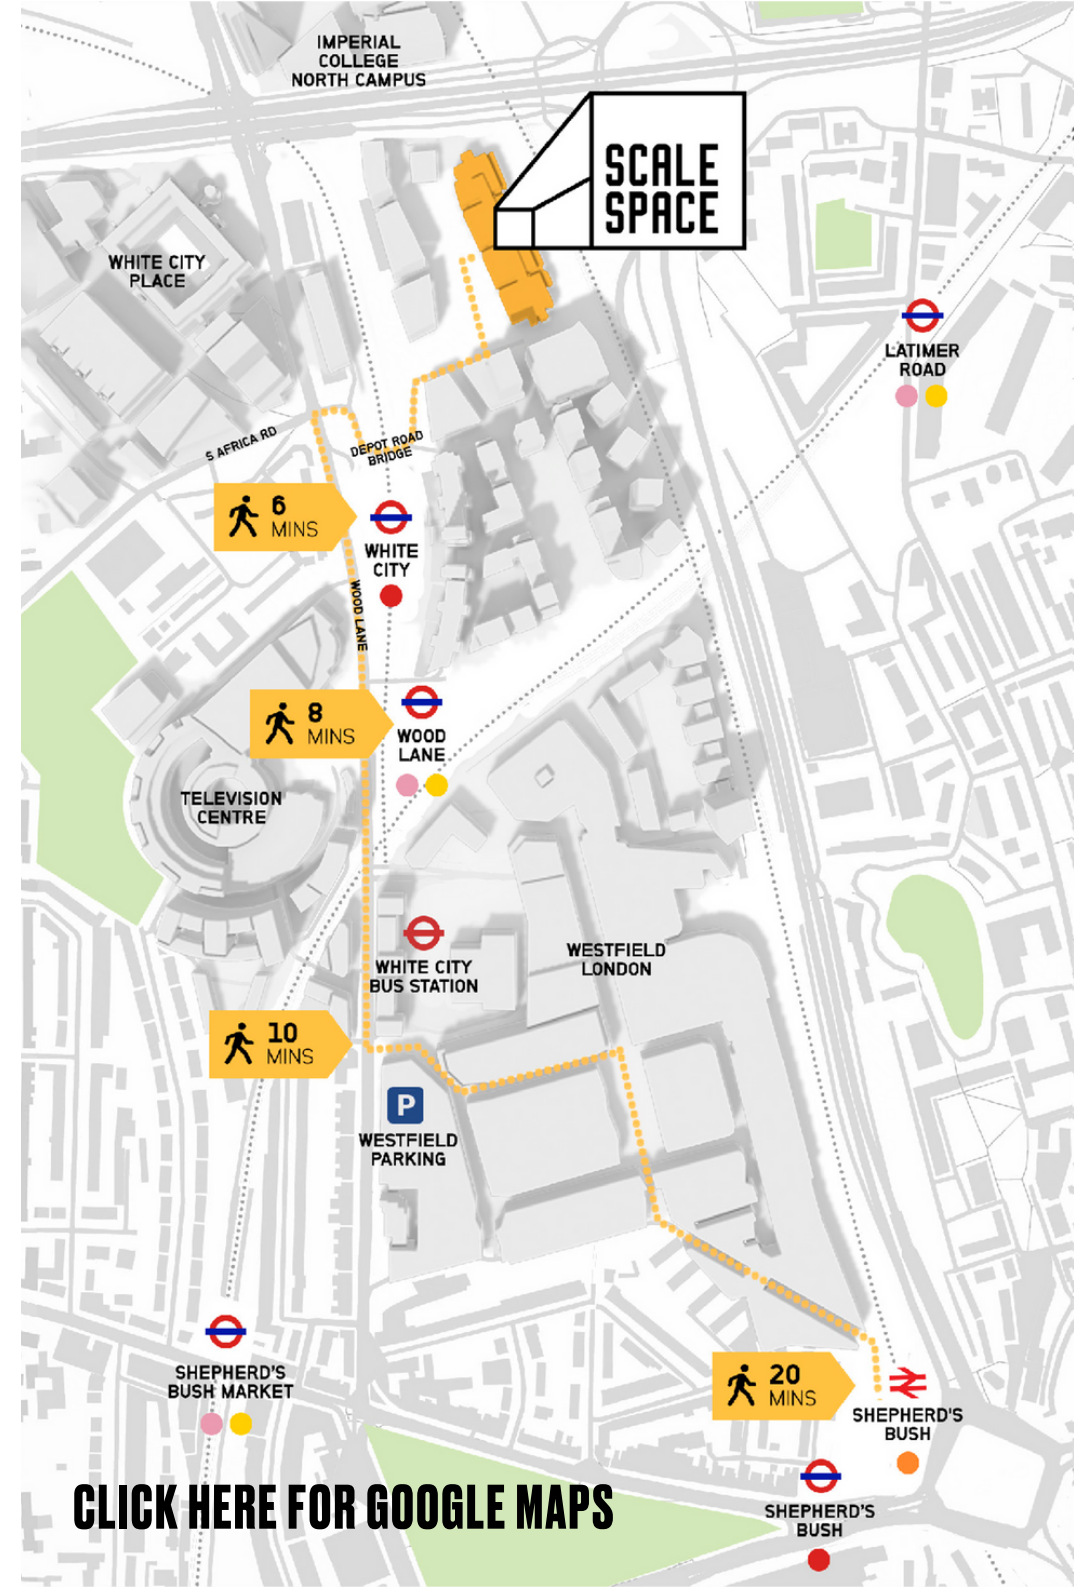 IMPERIAL
COLLEGE
NORTH CAMPUS
SCALE
SPACE
WHITE CITY
PLACE
LATIMER
ROAD
S AFRICA RD
DEPOT ROAD
BRIDGE
6
MINS
WHITE
CITY
WOOD LANE
8
MINS
WOOD
LANE
TELEVISION
CENTRE
WHITE CITY
BUS STATION
WESTFIELD
LONDON
10
MINS
P
WESTFIELD
PARKING
SHEPHERD'S
BUSH MARKET
20
MINS
SHEPHERD'S
BUSH
SHEPHERD'S
BUSH
CLICK HERE FOR GOOGLE MAPS